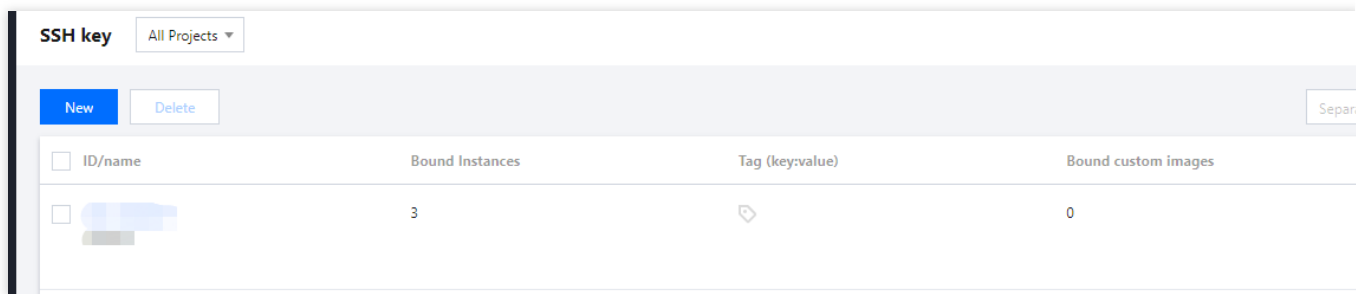 SSH key All Projects
New Delete
ID/name Bound Instances Tag (key:value) Bound custom images
3 0